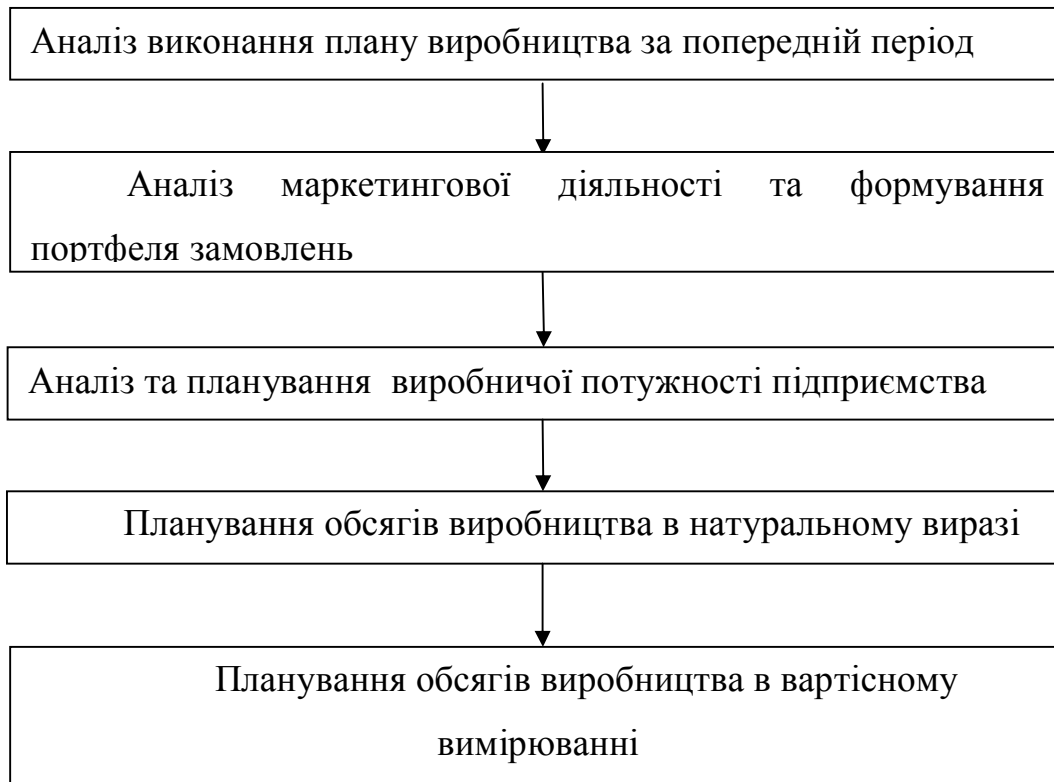 Аналіз виконання плану виробництва за попередній період
Аналіз маркетингової діяльності та формування
портфеля замовлень
Аналіз та планування виробничої потужності підприємства
Планування обсягів виробництва в натуральному виразі
Планування обсягів виробництва в вартісному
вимірюванні